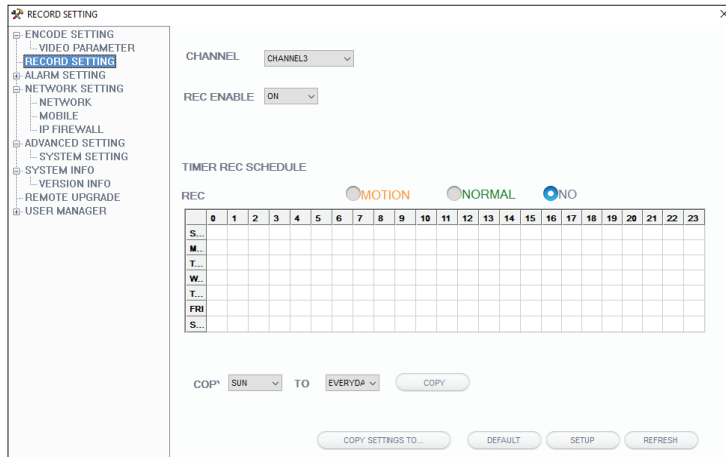 RECORD SETTING
ENCODE SETTING
VIDEO PARAMETER
RECORD SETTING
ALARM SETTING
NETWORK SETTING
NETWORK
MOBILE
IP FIREWALL
ADVANCED SETTING
SYSTEM SETTING
SYSTEM INFO
VERSION INFO
REMOTE UPGRADE
USER MANAGER
CHANNEL CHANNEL3
REC ENABLE ON
TIMER REC SCHEDULE
REC MOTION NORMAL NO
0 1 2 3 4 5 6 7 8 9 10 11 12 13 14 15 16 17 18 19 20 21 22 23
S...
M...
T...
W...
T...
FRI
S...
COPY SUN TO EVERYDA COPY
COPY SETTINGS TO... DEFAULT SETUP REFRESH